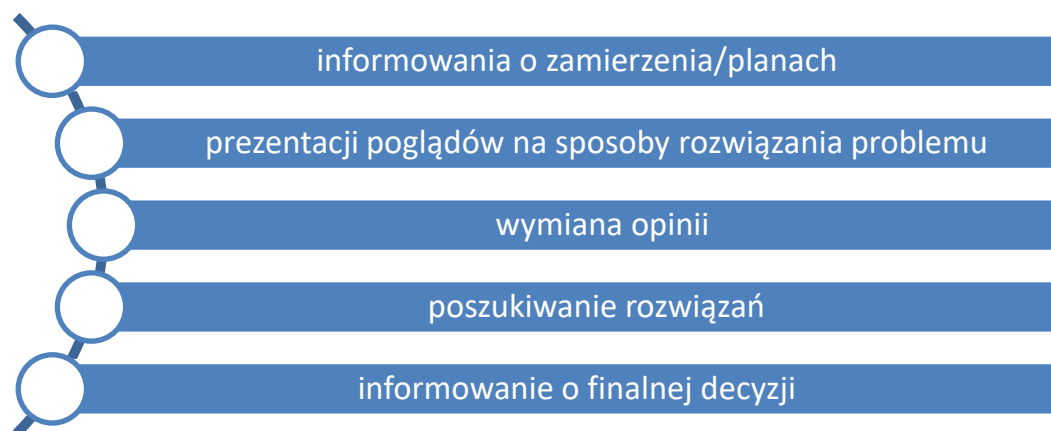 informowania o zamierzenia/planach
prezentacji poglądów na sposoby rozwiązania problemu
wymiana opinii
poszukiwanie rozwiązań
informowanie o finalnej decyzji